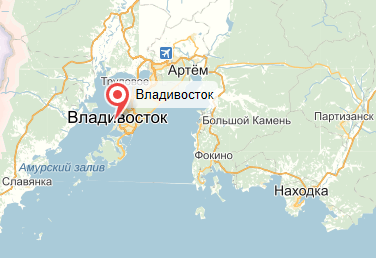 Трудовое
Артём
Владивосток
Владивосток
Большой Камень
Партизанск
Фокино
Амурский залив
Славянка
Находка